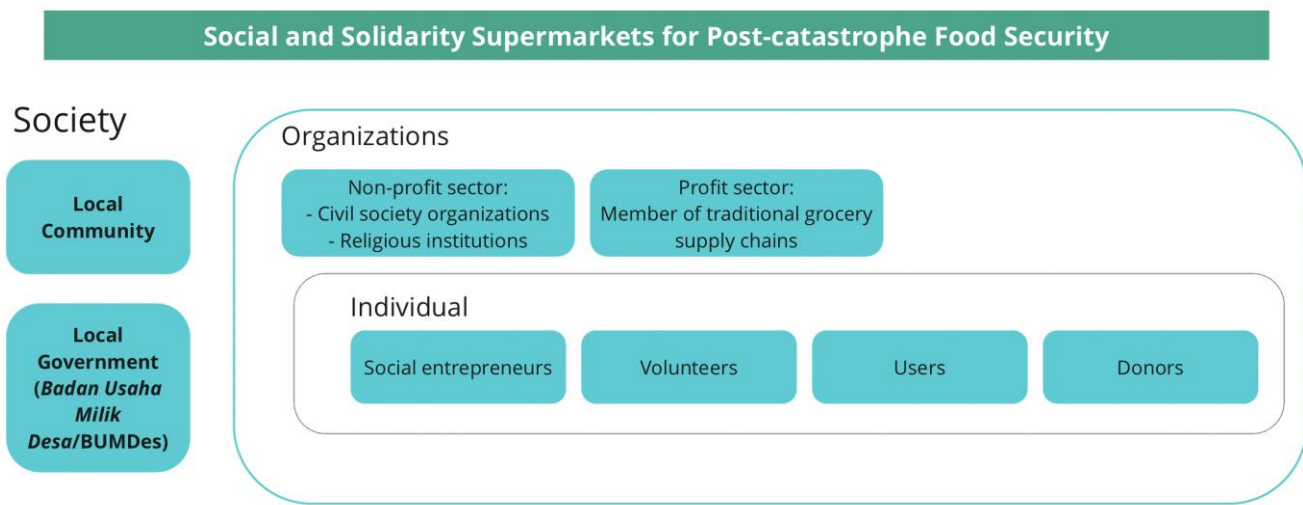 Social and Solidarity Supermarkets for Post-catastrophe Food Security
Society
Local
Community
Local
Government
(Badan Usaha
Milik
Desa/BUMDes)
Organizations
Non-profit sector:
- Civil society organizations
- Religious institutions
Profit sector:
Member of traditional grocery
supply chains
Individual
Social entrepreneurs
Volunteers
Users
Donors